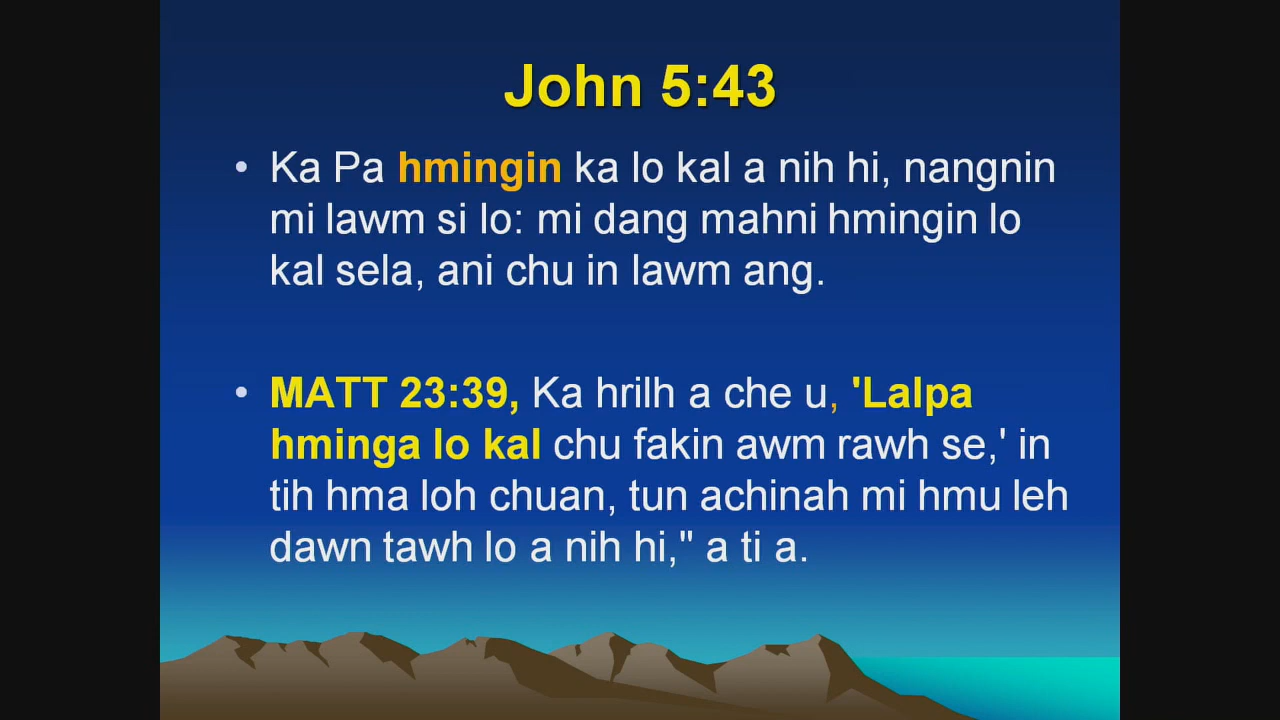 John 5:43
• Ka Pa hmingin ka lo kal a nih hi, nangnin
mi lawm si lo: mi dang mahni hmingin lo
kal sela, ani chu in lawm ang.
• MATT 23:39, Ka hrilh a che u, 'Lalpa
hminga lo kal chu fakin awm rawh se,' in
tih hma loh chuan, tun achinah mi hmu leh
dawn tawh lo a nih hi," a ti a.